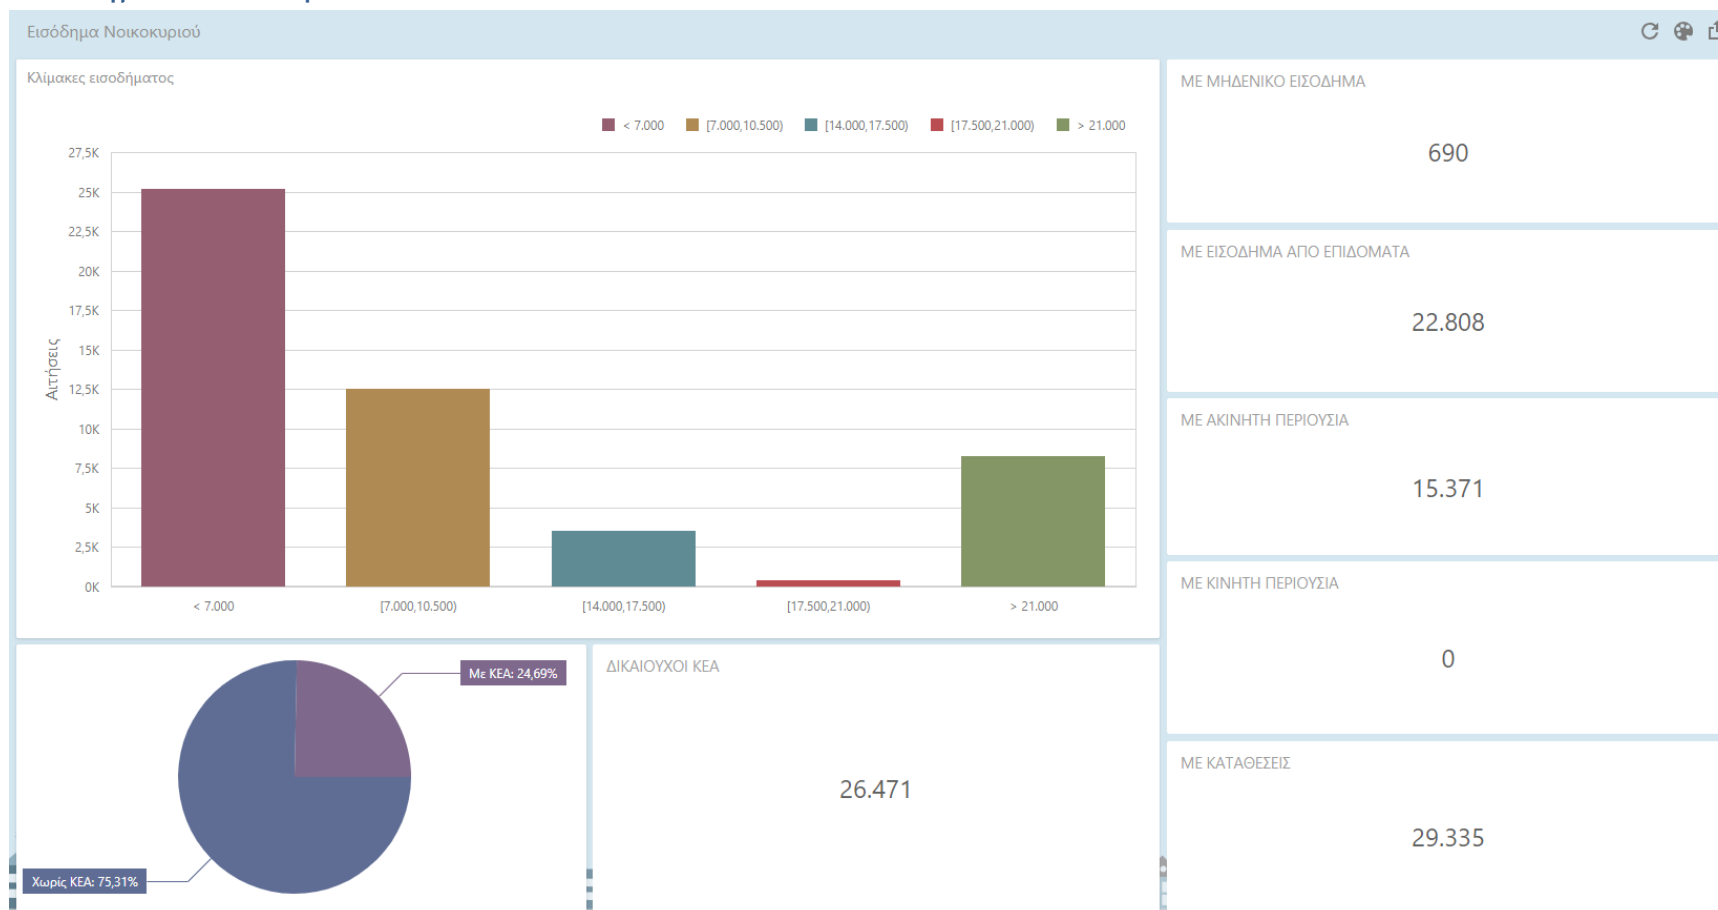 Εισόδημα Νοικοκυριού
Κλίμακες εισοδήματος
< 7.000 [7.000,10.500) [14.000,17.500) [17.500,21.000) > 21.000
27,5K
25K
22,5K
20K
17,5K
15K
12,5K
10K
7,5K
5K
2,5K
0K
Αιτήσεις
< 7.000 [7.000,10.500) [14.000,17.500) [17.500,21.000) > 21.000
Με ΚΕΑ: 24,69%
Χωρίς ΚΕΑ: 75,31%
ΔΙΚΑΙΟΥΧΟΙ ΚΕΑ
26.471
ΜΕ ΜΗΔΕΝΙΚΟ ΕΙΣΟΔΗΜΑ
690
ΜΕ ΕΙΣΟΔΗΜΑ ΑΠΟ ΕΠΙΔΟΜΑΤΑ
22.808
ΜΕ ΑΚΙΝΗΤΗ ΠΕΡΙΟΥΣΙΑ
15.371
ΜΕ ΚΙΝΗΤΗ ΠΕΡΙΟΥΣΙΑ
0
ΜΕ ΚΑΤΑΘΕΣΕΙΣ
29.335